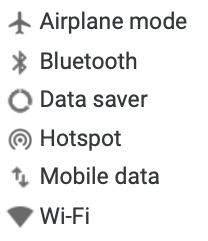 Airplane mode
Bluetooth
Data saver
Hotspot
Mobile data
Wi-Fi